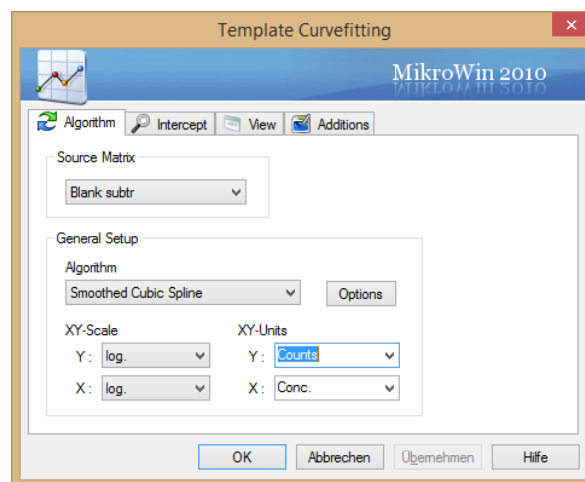 Template Curvefitting
MikroWin 2010
Algorithm Intercept View Additions
Source Matrix
Blank subtr
General Setup
Algorithm
Smoothed Cubic Spline Options
XY-Scale XY-Units
Y : log. Y : Counts
X : log. X : Conc.
OK Abbrechen Übernehmen Hilfe